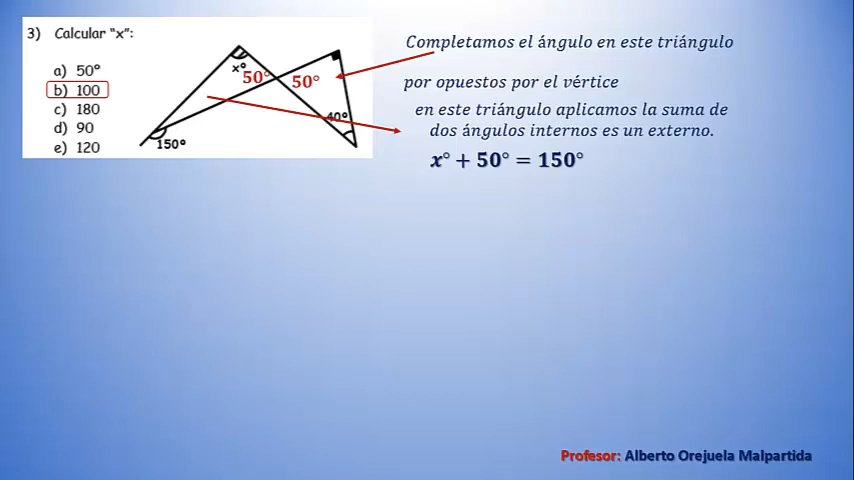 3) Calcular "x":
a) 50°
b) 100
c) 180
d) 90
e) 120
x°
50°
50°
40°
150°
Completamos el ángulo en este triángulo
por opuestos por el vértice
en este triángulo aplicamos la suma de
dos ángulos internos es un externo.
x° + 50° = 150°
Profesor: Alberto Orejuela Malpartida